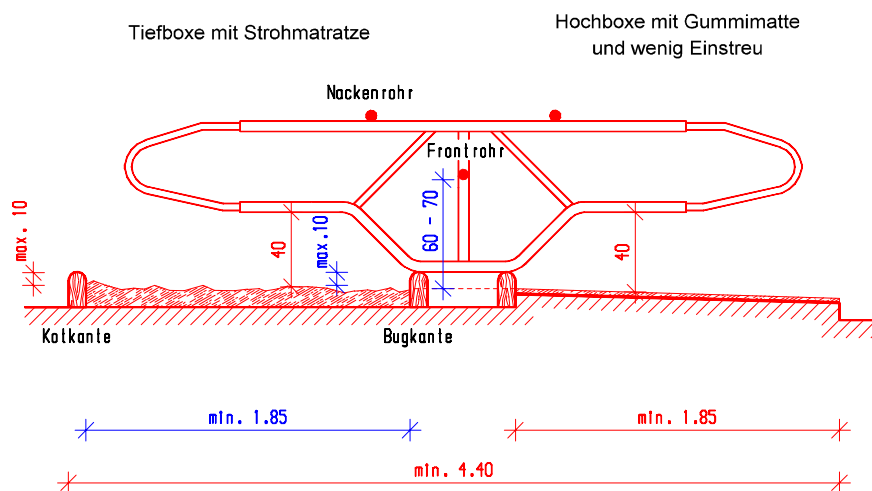 Tiefboxe mit Strohmatratze
Hochboxe mit Gummimatte
und wenig Einstreu
Nackenrohr
Frontrohr
max. 10
40
max.10
60 - 70
40
Kotkante
Bugkante
min. 1.85
min. 1.85
min. 4.40